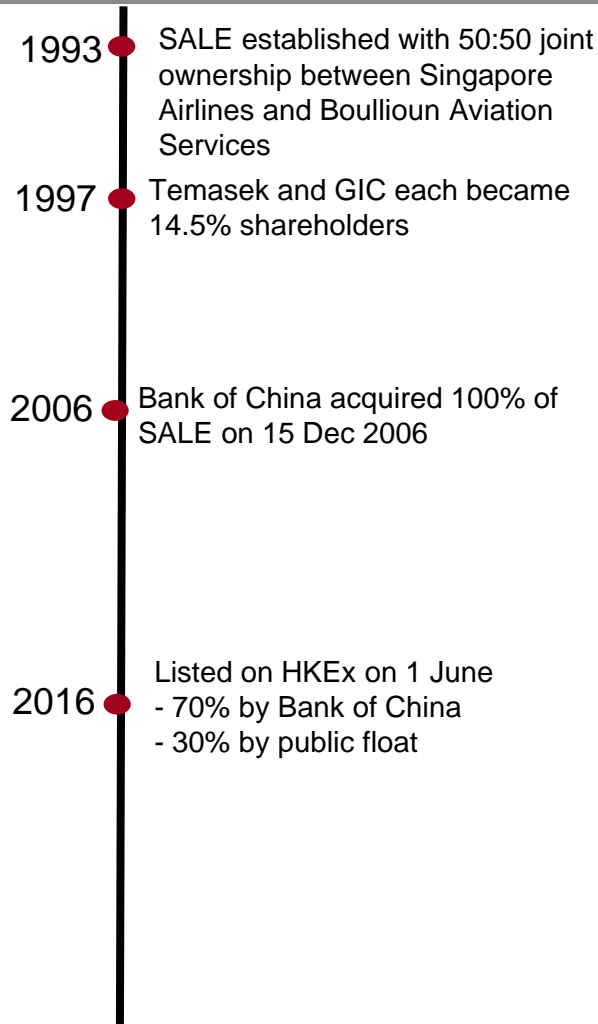 1993
SALE established with 50:50 joint
ownership between Singapore
Airlines and Boullioun Aviation
Services
1997
Temasek and GIC each became
14.5% shareholders
2006
Bank of China acquired 100% of
SALE on 15 Dec 2006
2016
Listed on HKEx on 1 June
- 70% by Bank of China
- 30% by public float